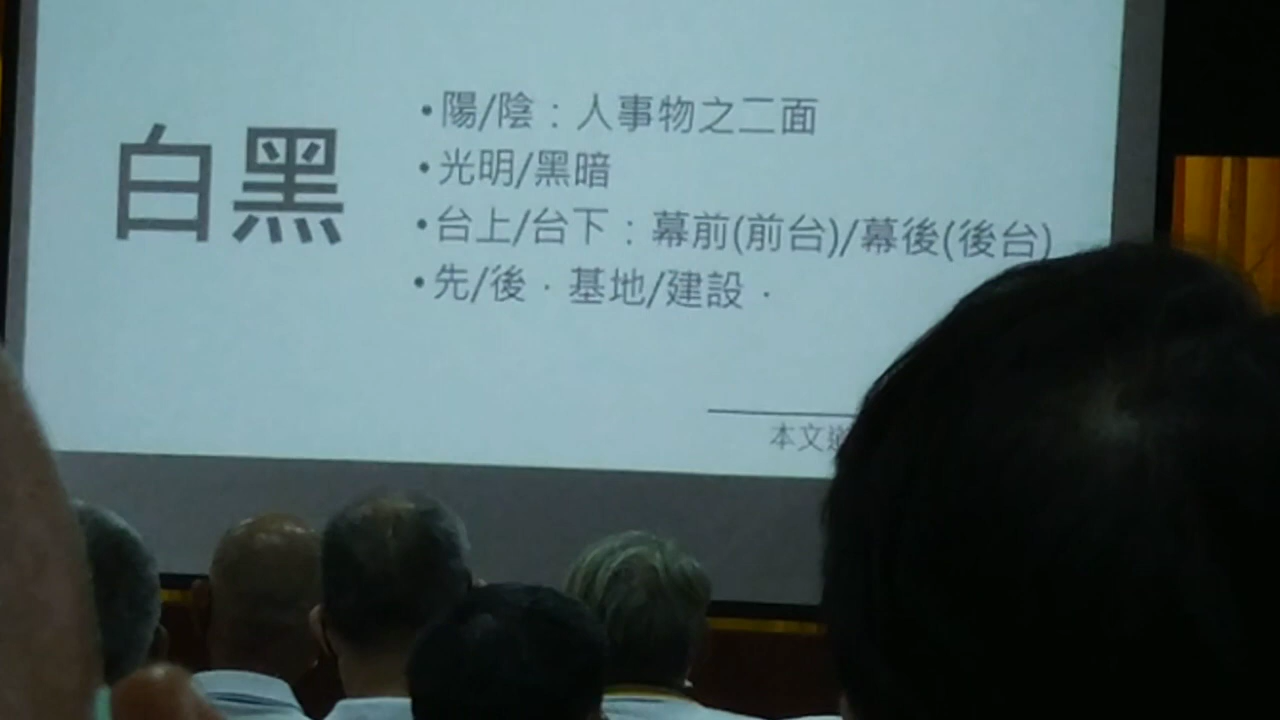 白黑
•陽/陰：人事物之二面
•光明/黑暗
•台上/台下：幕前(前台)/幕後(後台)
•先/後．基地/建設．
本文